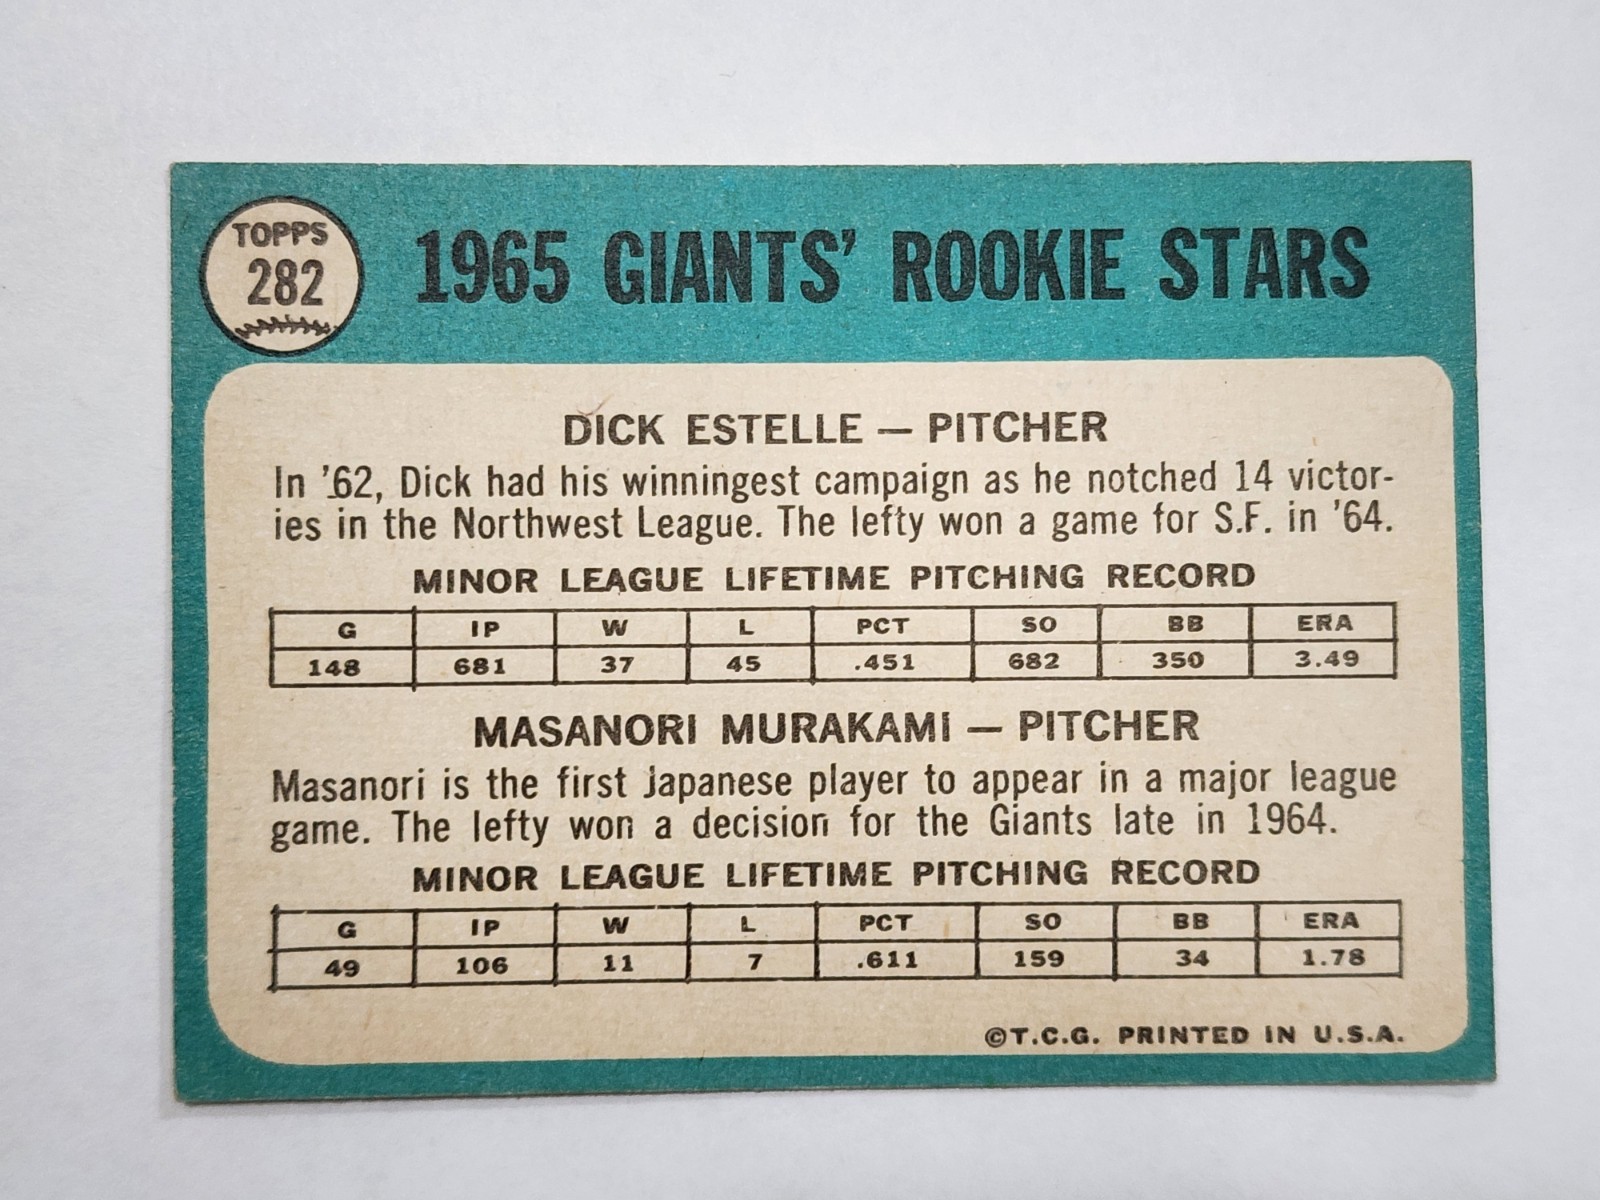 TOPPS
282
1965 GIANTS' ROOKIE STARS
DICK ESTELLE — PITCHER
In '62, Dick had his winningest campaign as he notched 14 victor-
ies in the Northwest League. The lefty won a game for S.F. in '64.
MINOR LEAGUE LIFETIME PITCHING RECORD
G IP W L PCT SO BB ERA
148 681 37 45 .451 682 350 3.49
MASANORI MURAKAMI — PITCHER
Masanori is the first Japanese player to appear in a major league
game. The lefty won a decision for the Giants late in 1964.
MINOR LEAGUE LIFETIME PITCHING RECORD
G IP W L PCT SO BB ERA
49 106 11 7 .611 159 34 1.78
©T.C.G. PRINTED IN U.S.A.